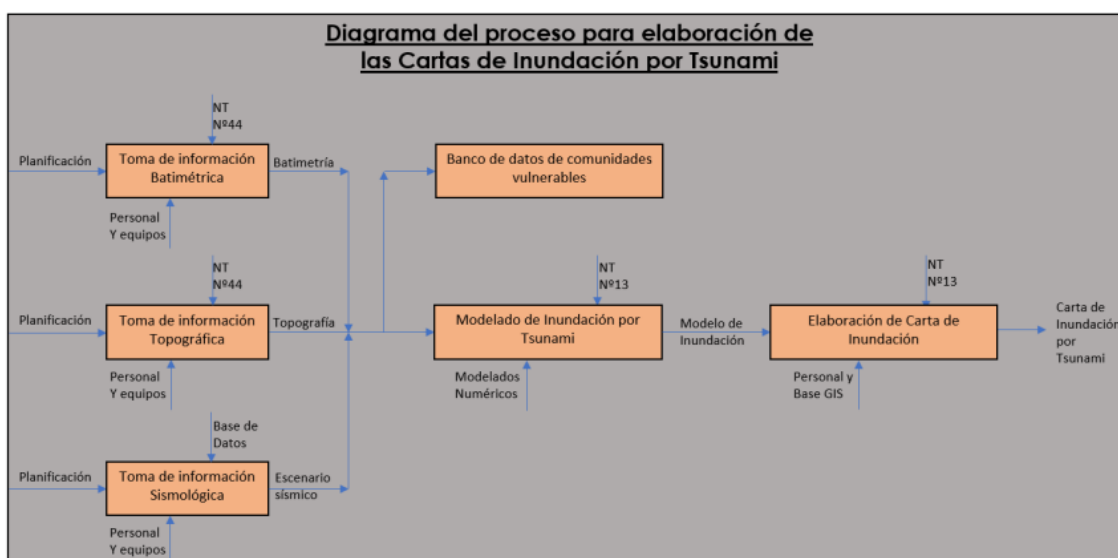 Diagrama del proceso para elaboración de
las Cartas de Inundación por Tsunami
NT
Nº44
Planificación
Toma de información
Batimétrica
Batimetría
Personal
Y equipos
Banco de datos de comunidades
vulnerables
NT
Nº44
Planificación
Toma de información
Topográfica
Topografía
Personal
Y equipos
NT
Nº13
Modelado de Inundación por
Tsunami
Modelados
Numéricos
Modelo de
Inundación
NT
Nº13
Elaboración de Carta de
Inundación
Personal y
Base GIS
Carta de
Inundación
por
Tsunami
Base de
Datos
Planificación
Toma de información
Sismológica
Escenario
sísmico
Personal
Y equipos